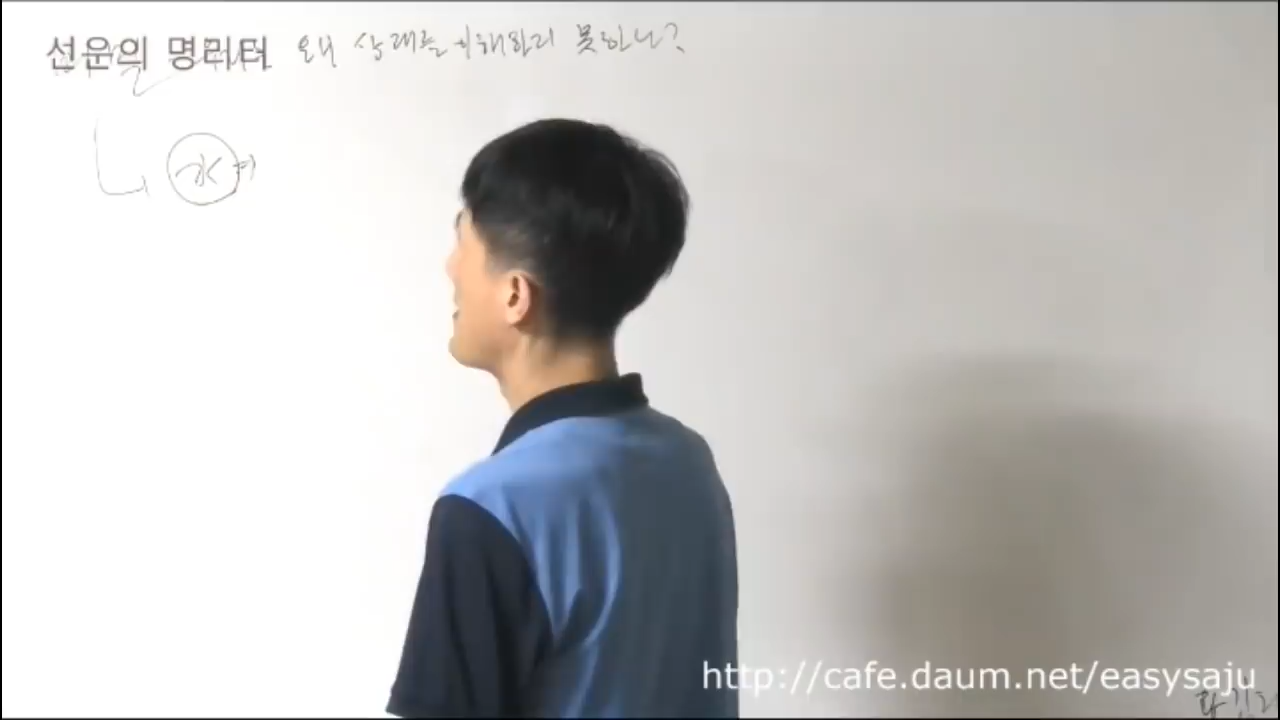 선운의 명리터 왜 상대를 이해하지 못하나?
水
http://cafe.daum.net/easysaju